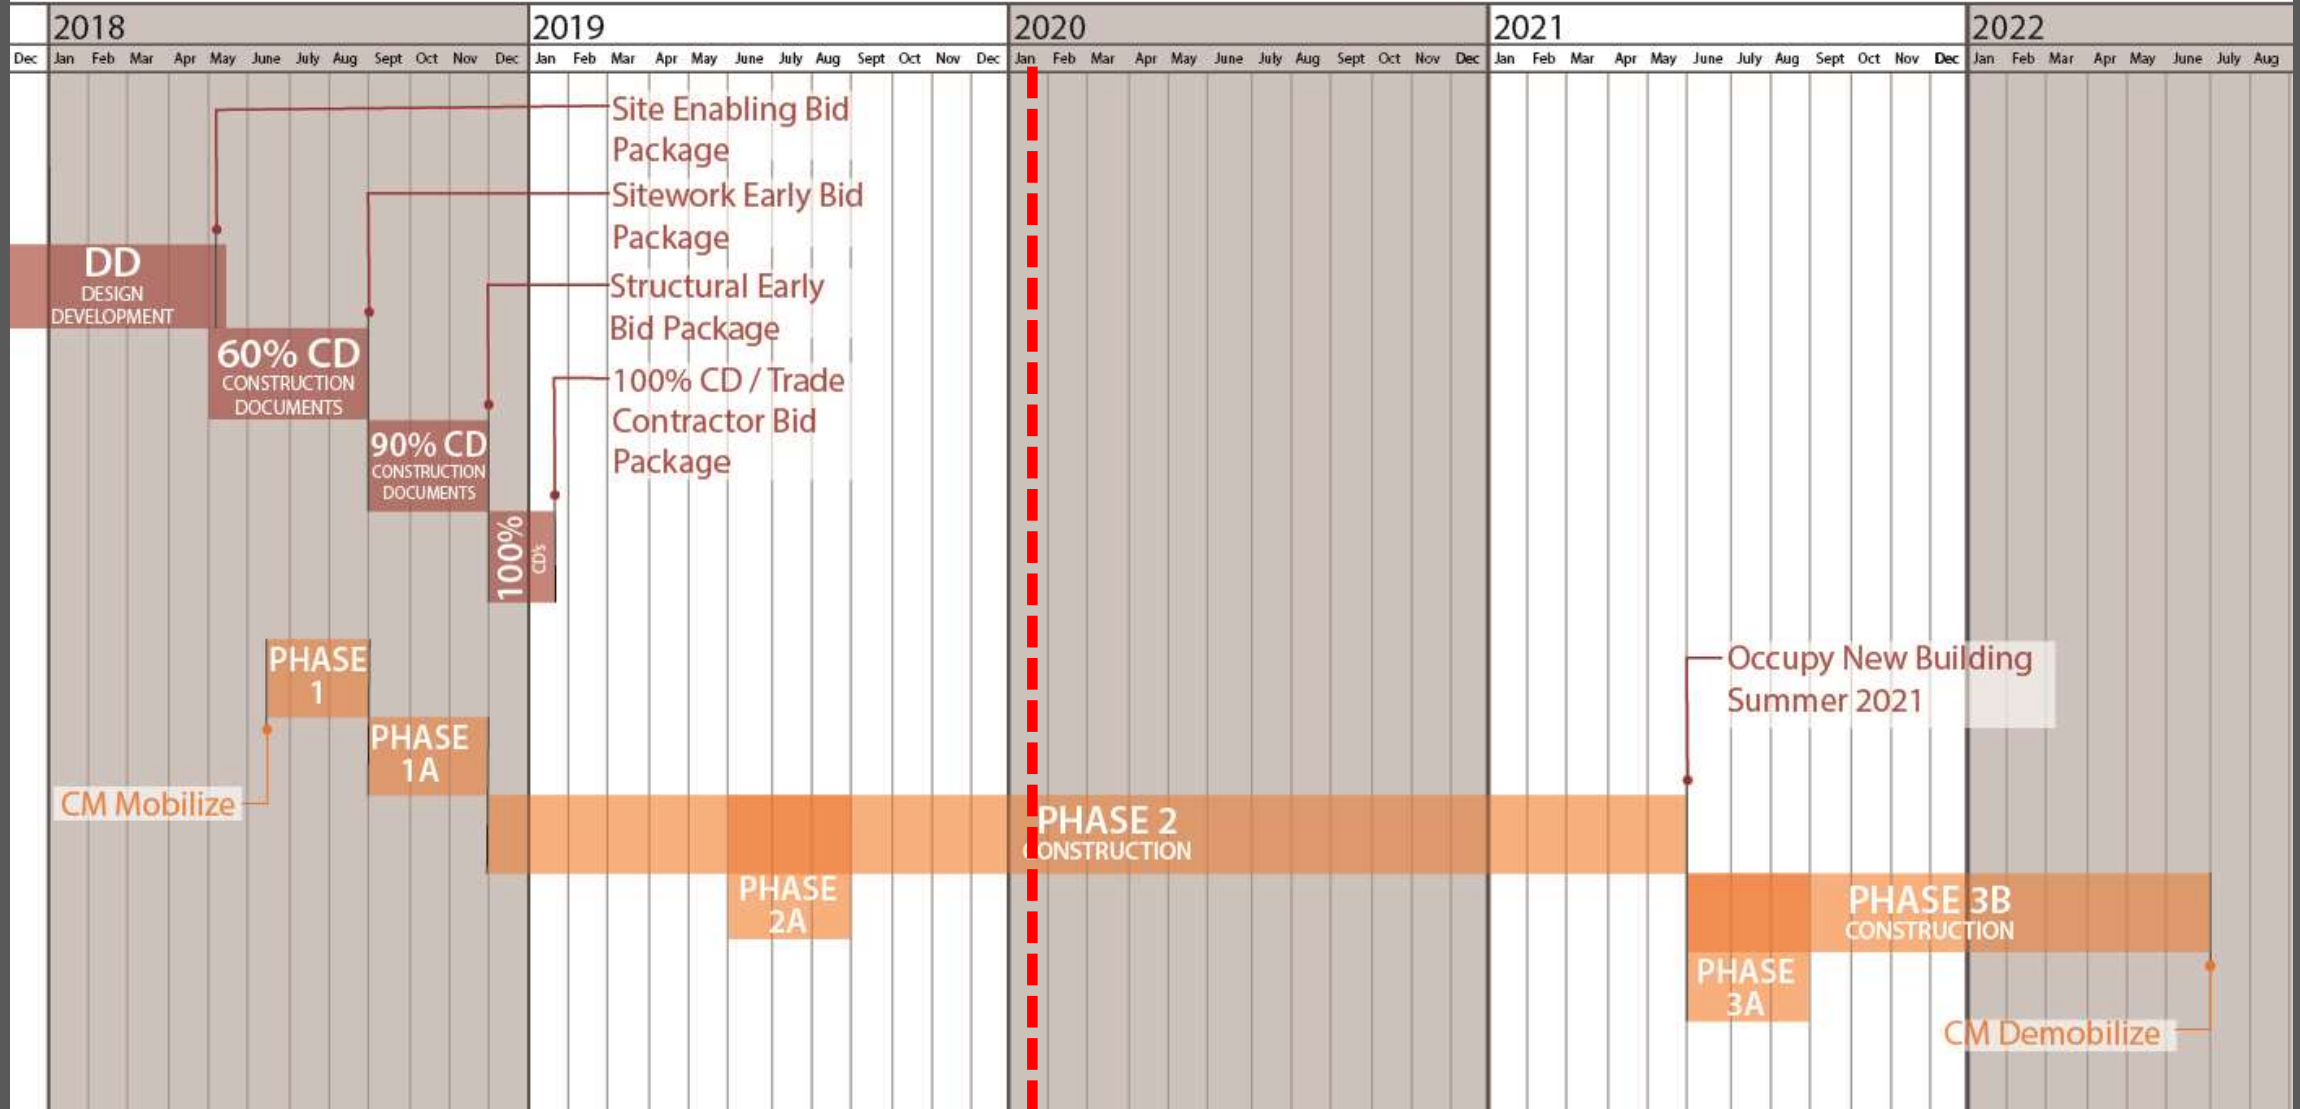 2018 2019 2020 2021 2022
Dec Jan Feb Mar Apr May June July Aug Sept Oct Nov Dec Jan Feb Mar Apr May June July Aug Sept Oct Nov Dec Jan Feb Mar Apr May June July Aug Sept Oct Nov Dec Jan Feb Mar Apr May June July Aug Sept Oct Nov Dec Jan Feb Mar Apr May June July Aug
Site Enabling Bid
Package
Sitework Early Bid
Package
DD
DESIGN
DEVELOPMENT
Structural Early
Bid Package
60% CD
CONSTRUCTION
DOCUMENTS
100% CD / Trade
Contractor Bid
Package
90% CD
CONSTRUCTION
DOCUMENTS
100%
CD's
PHASE
1
Occupy New Building
Summer 2021
PHASE
1A
CM Mobilize
PHASE 2
CONSTRUCTION
PHASE
2A
PHASE 3B
CONSTRUCTION
PHASE
3A
CM Demobilize